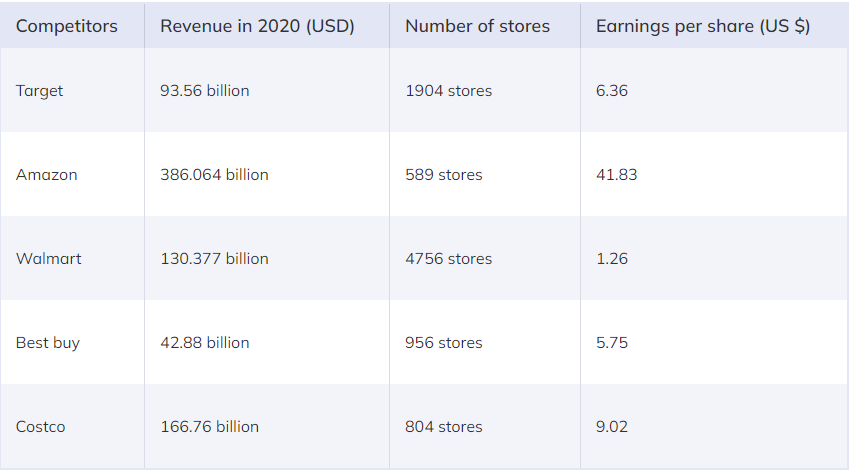 Competitors Revenue in 2020 (USD) Number of stores Earnings per share (US $)
Target 93.56 billion 1904 stores 6.36
Amazon 386.064 billion 589 stores 41.83
Walmart 130.377 billion 4756 stores 1.26
Best buy 42.88 billion 956 stores 5.75
Costco 166.76 billion 804 stores 9.02